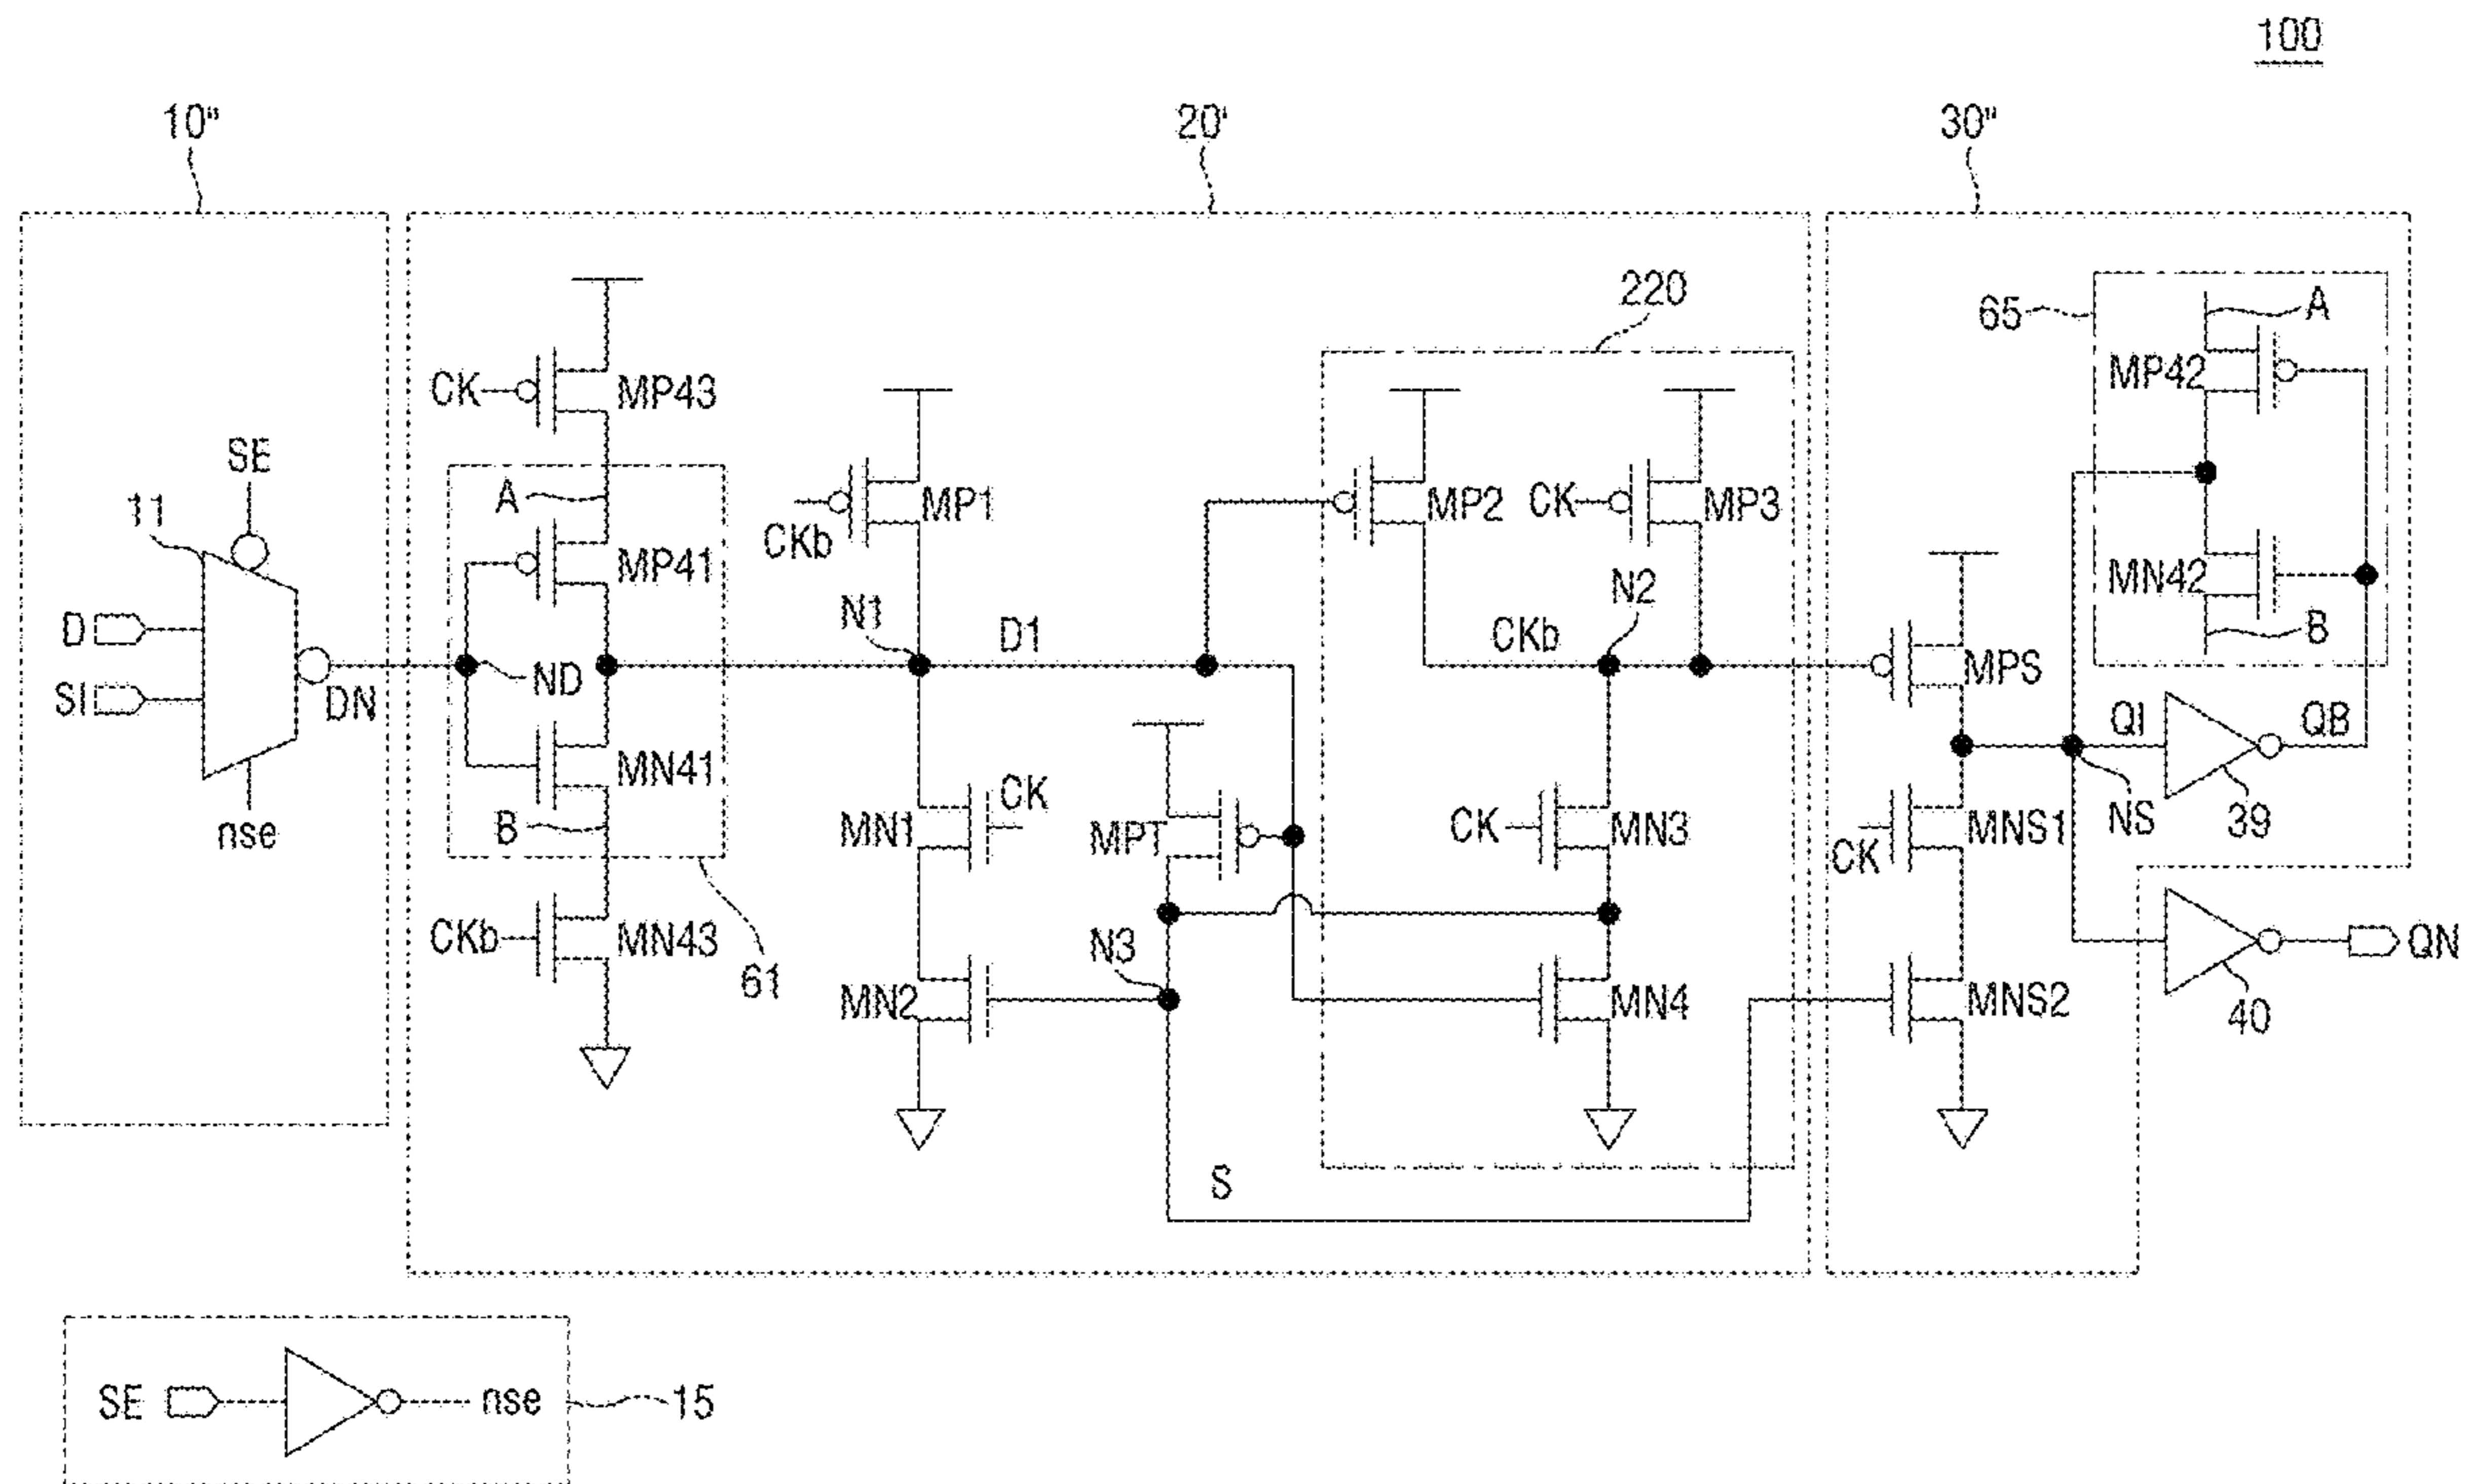 100
10"
20'
30"
220
65
A
MP42
MN42
B
CK
MP43
SE
11
A
MP41
D
SI
nse
ND
DN
MN41
B
CKb
MN43
61
MP1
CKb
N1
D1
MN1
CK
MN2
MPT
N3
S
MP2
CK
MP3
N2
CKb
CK
MN3
MN4
MPS
CK
MNS1
MNS2
QI
QB
NS
39
40
QN
SE
nse
15